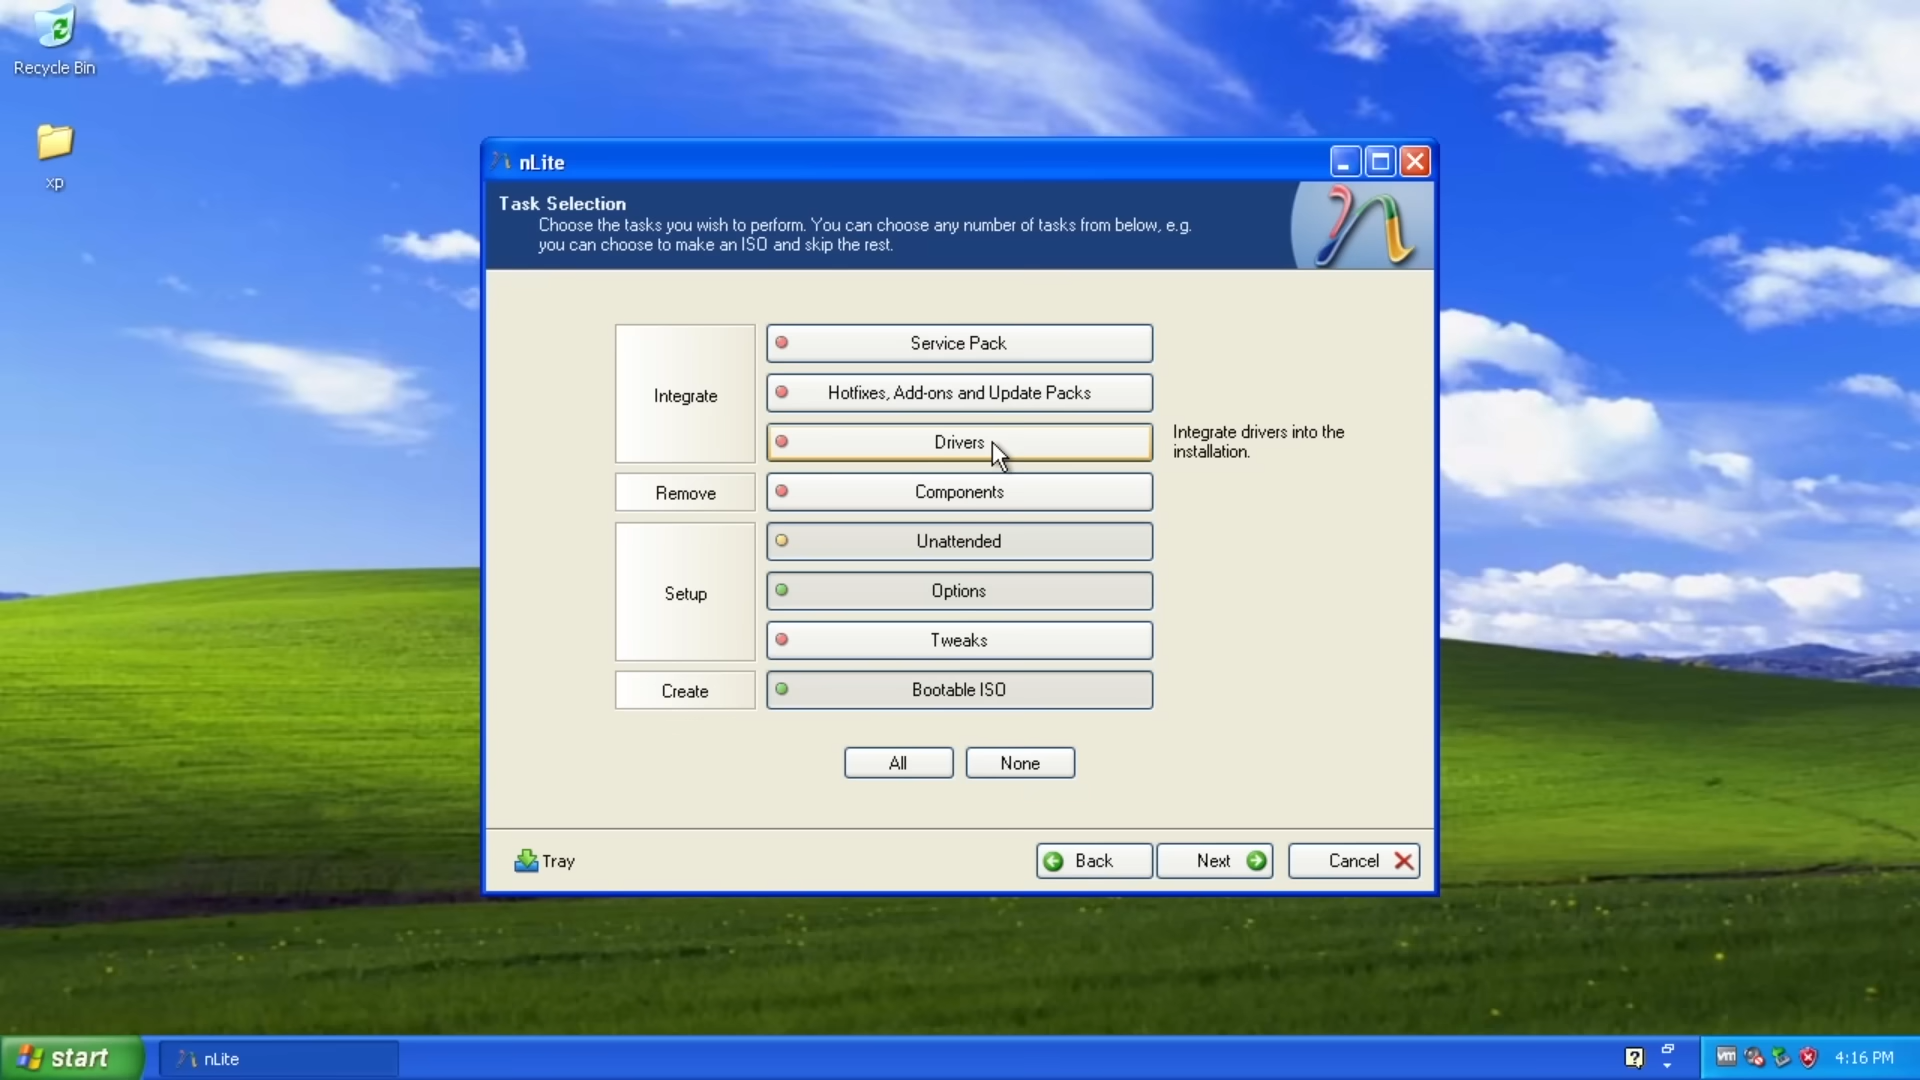 Recycle Bin
xp
nLite
Task Selection
Choose the tasks you wish to perform. You can choose any number of tasks from below, e.g.
you can choose to make an ISO and skip the rest.
Integrate
Service Pack
Hotfixes, Add-ons and Update Packs
Drivers
Integrate drivers into the
installation.
Remove
Components
Setup
Unattended
Options
Tweaks
Create
Bootable ISO
All
None
Tray
Back
Next
Cancel
start
nLite
?
vm
4:16 PM